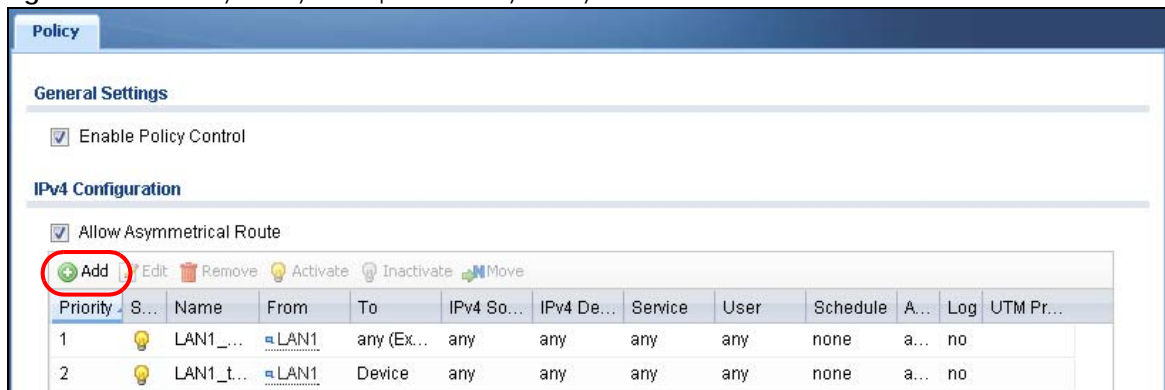 Policy
General Settings
Enable Policy Control
IPv4 Configuration
Allow Asymmetrical Route
Add Edit Remove Activate Inactivate Move
Priority S... Name From To IPv4 So... IPv4 De... Service User Schedule A... Log UTM Pr...
1 LAN1_... LAN1 any (Ex... any any any any none a... no
2 LAN1_t... LAN1 Device any any any any none a... no